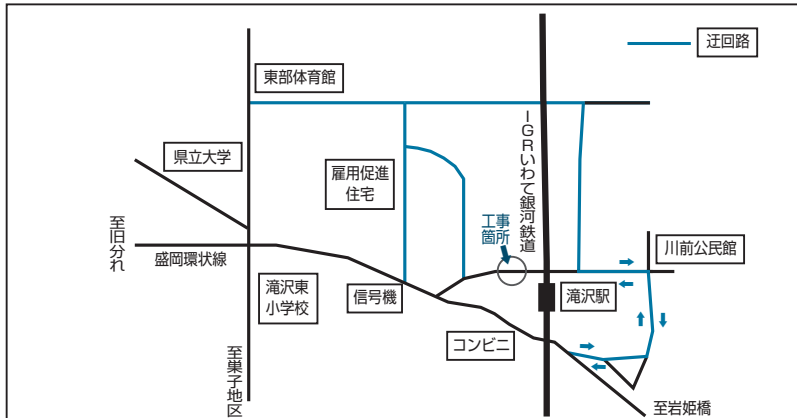 迂回路
東部体育館
IGRいわて銀河鉄道
県立大学
雇用促進
住宅
工事
箇所
至旧分れ
盛岡環状線
川前公民館
滝沢東
小学校
信号機
滝沢駅
コンビニ
至巣子地区
至岩姫橋